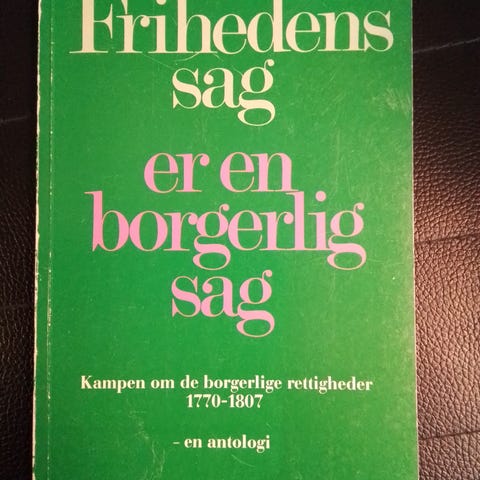 Frihedens
sag
er en
borgerlig
sag
Kampen om de borgerlige rettigheder
1770-1807
- en antologi